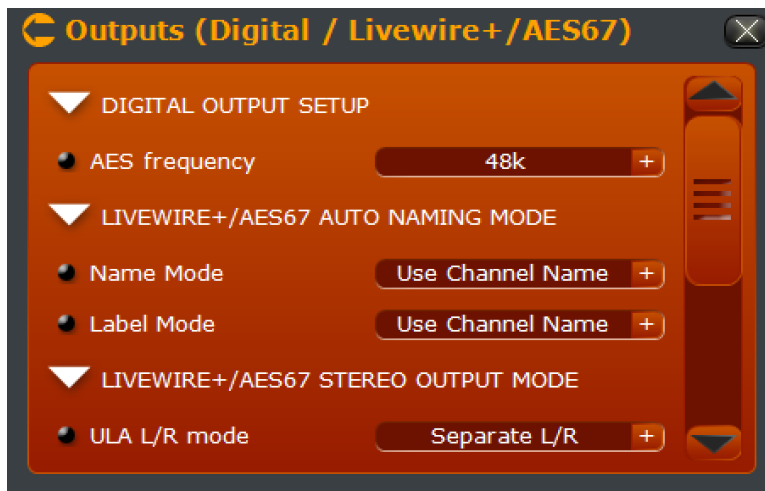 Outputs (Digital / Livewire+/AES67)
DIGITAL OUTPUT SETUP
AES frequency 48k +
LIVEWIRE+/AES67 AUTO NAMING MODE
Name Mode Use Channel Name +
Label Mode Use Channel Name +
LIVEWIRE+/AES67 STEREO OUTPUT MODE
ULA L/R mode Separate L/R +